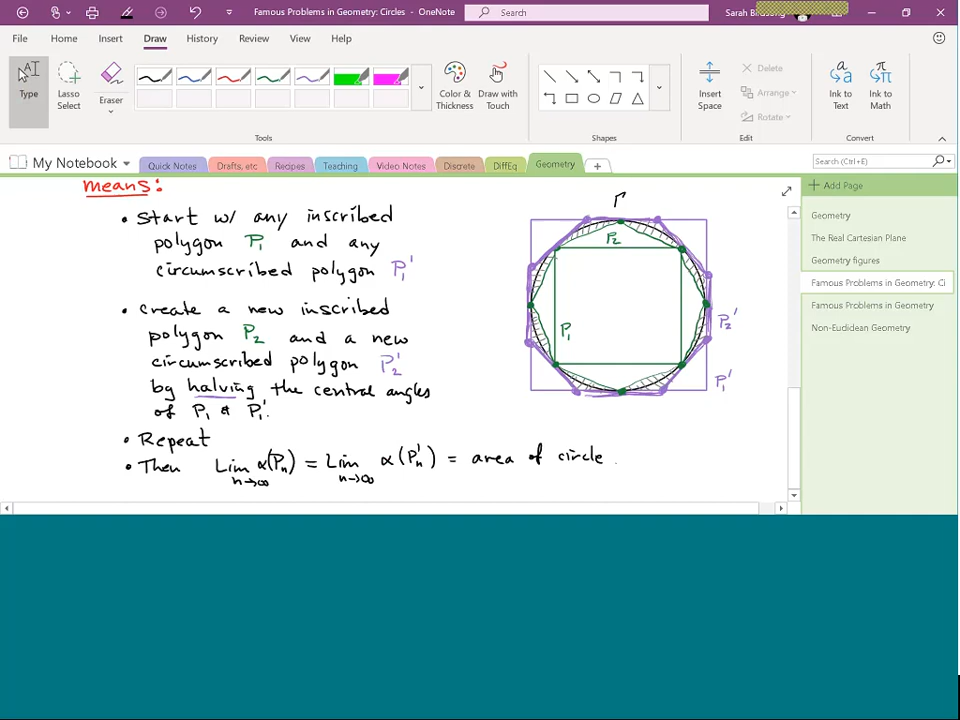 Famous Problems in Geometry: Circles - OneNote
Search
Sarah Birdsong
File Home Insert Draw History Review View Help
Type
Lasso Select
Eraser
Color & Thickness
Draw with Touch
Insert Space
Delete
Arrange
Rotate
Ink to Text
Ink to Math
Tools
Shapes
Edit
Convert
My Notebook
Quick Notes
Drafts, etc
Recipes
Teaching
Video Notes
Discrete
DiffEq
Geometry
Search (Ctrl+E)
Add Page
Geometry
The Real Cartesian Plane
Geometry figures
Famous Problems in Geometry: Ci
Famous Problems in Geometry
Non-Euclidean Geometry
means:
• Start w/ any inscribed
polygon P₁ and any
circumscribed polygon P₁'
• Create a new inscribed
polygon P₂ and a new
circumscribed polygon P₂'
by halving the central angles
of P₁ & P₁'.
• Repeat
• Then Lim n→∞ α(Pₙ) = Lim n→∞ α(Pₙ') = area of circle.
Γ
P₂
P₁
P₂'
P₁'